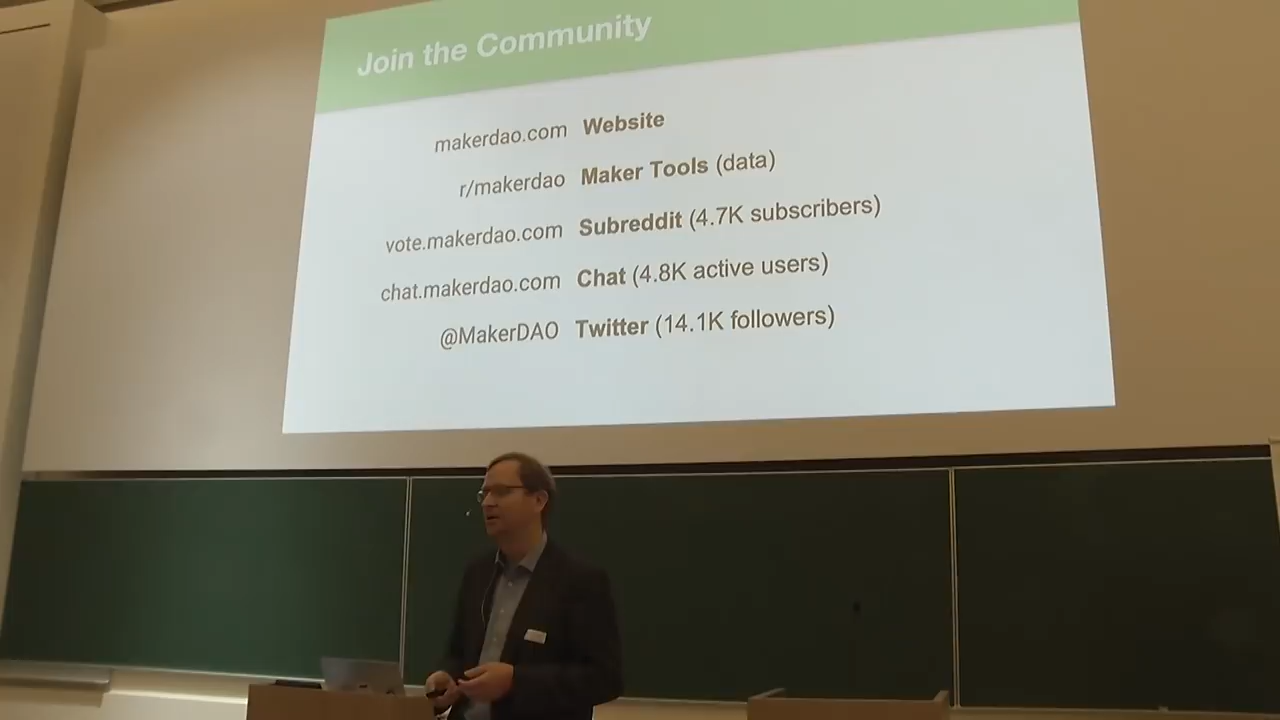 Join the Community
makerdao.com Website
r/makerdao Maker Tools (data)
vote.makerdao.com Subreddit (4.7K subscribers)
chat.makerdao.com Chat (4.8K active users)
@MakerDAO Twitter (14.1K followers)